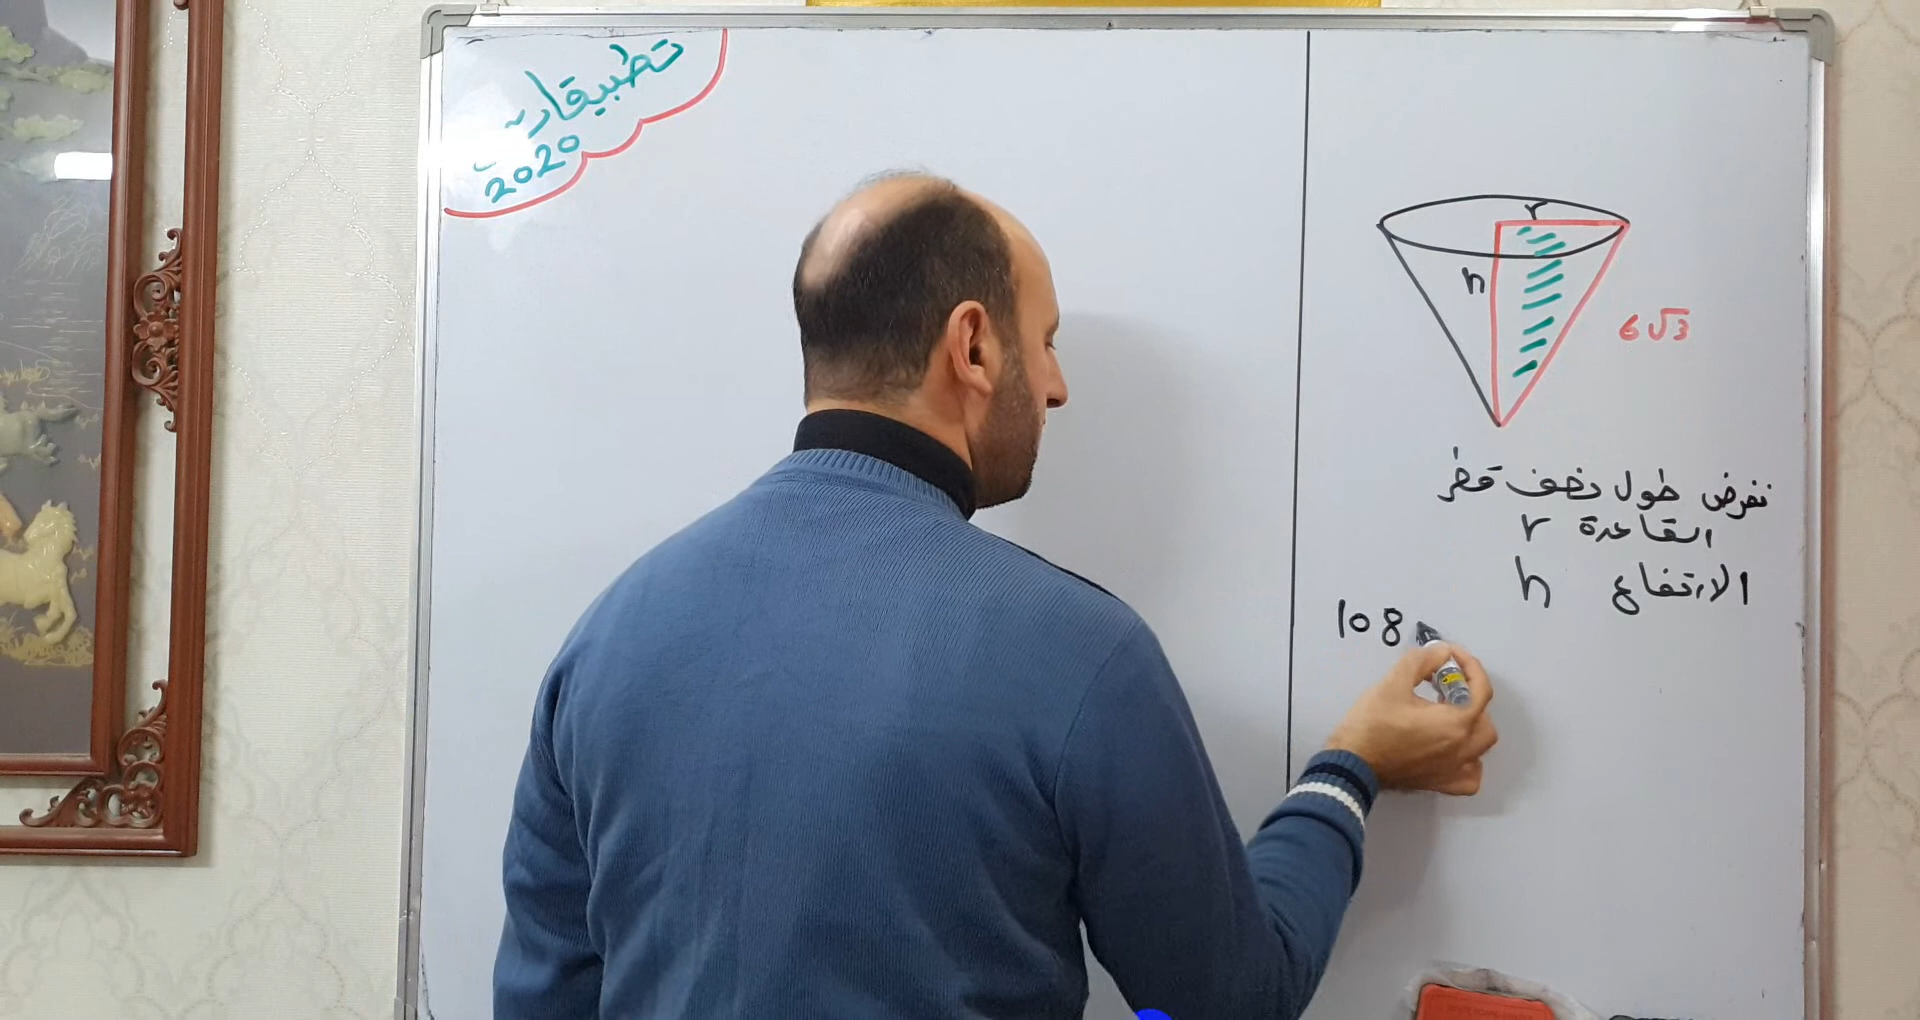 تطبيقات
2020
r
h
6√3
نفرض طول نصف قطر
القاعدة r
الارتفاع h
108